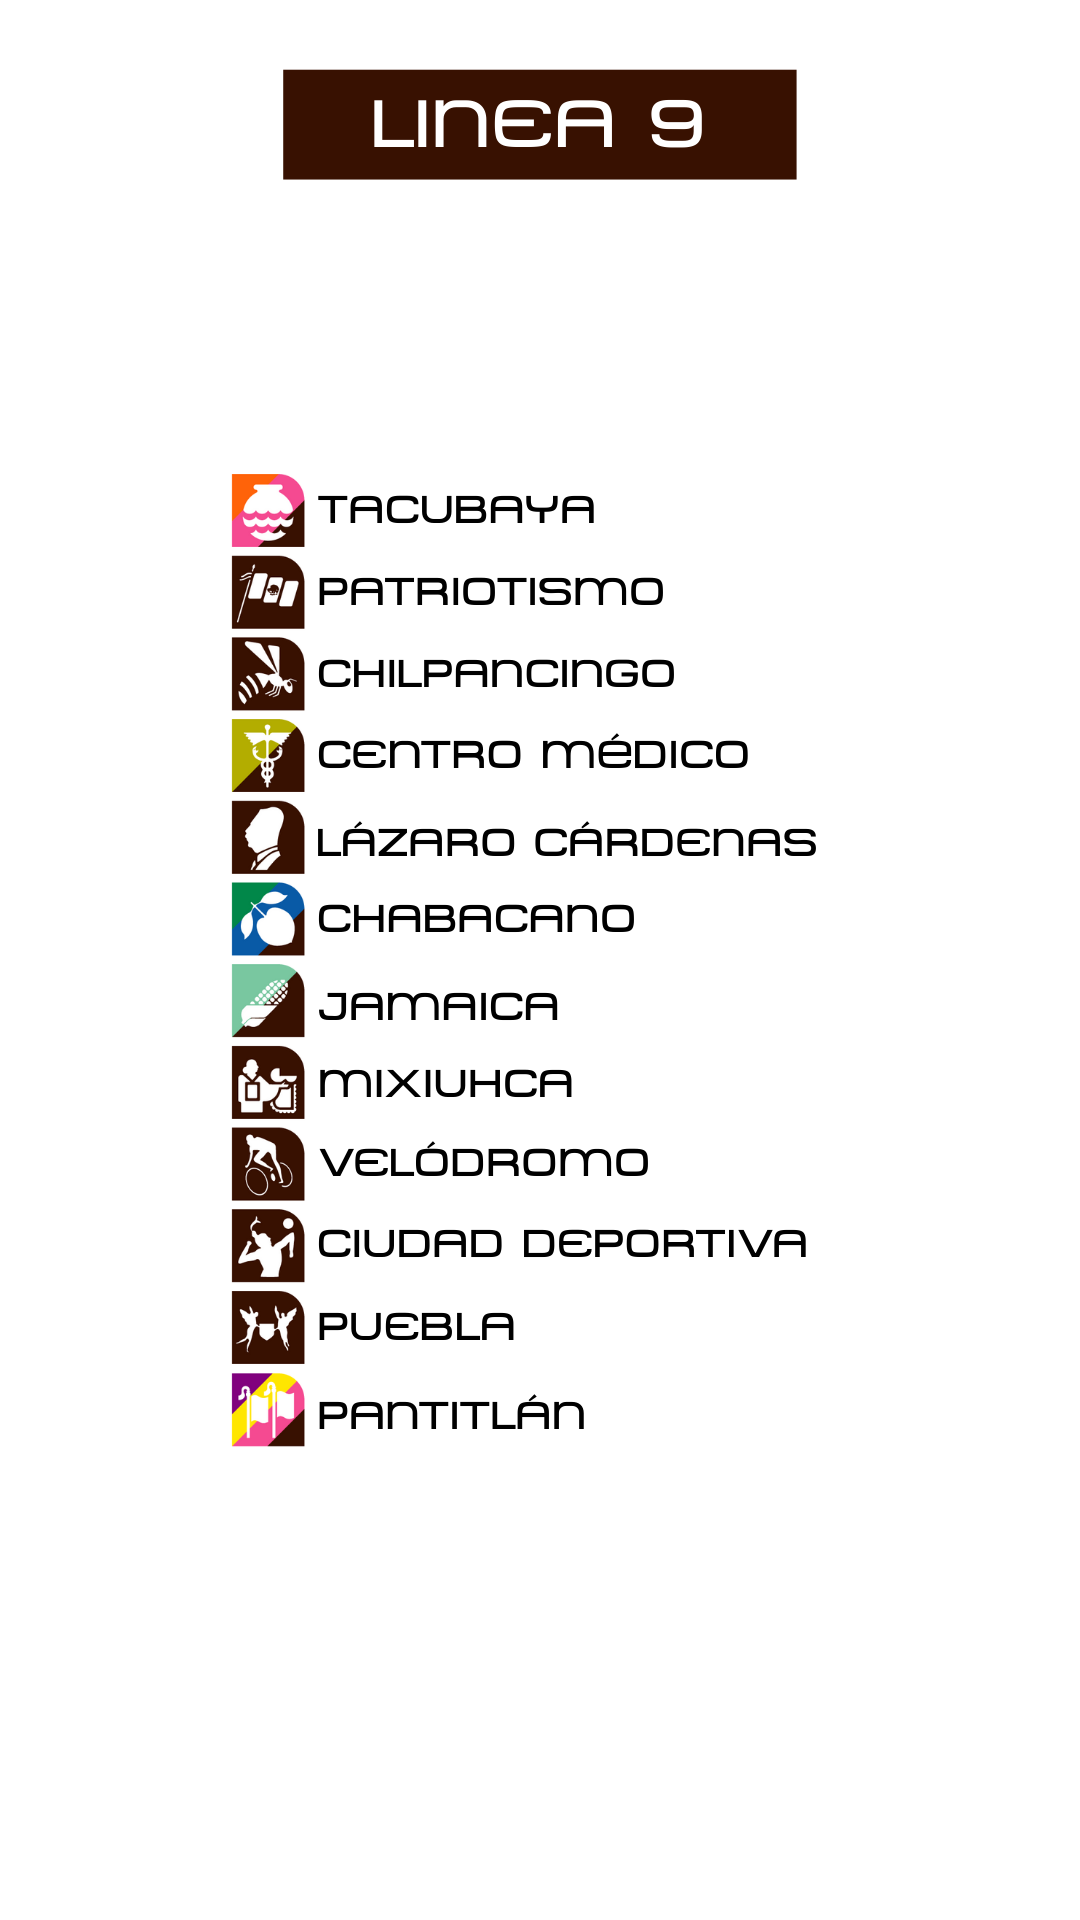 LINEA 9
TACUBAYA
PATRIOTISMO
CHILPANCINGO
CENTRO MÉDICO
LÁZARO CÁRDENAS
CHABACANO
JAMAICA
MIXIUHCA
VELÓDROMO
CIUDAD DEPORTIVA
PUEBLA
PANTITLÁN